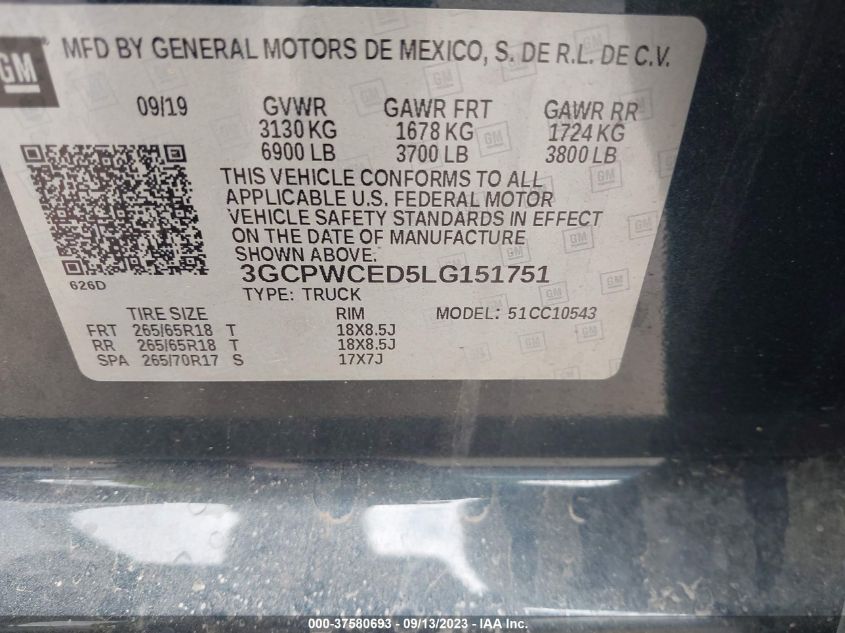 GM ® MFD BY GENERAL MOTORS DE MEXICO, S. DE R.L. DE C.V.
09/19 GVWR GAWR FRT GAWR RR
3130 KG 1678 KG 1724 KG
6900 LB 3700 LB 3800 LB
THIS VEHICLE CONFORMS TO ALL
APPLICABLE U.S. FEDERAL MOTOR
VEHICLE SAFETY STANDARDS IN EFFECT
ON THE DATE OF MANUFACTURE
SHOWN ABOVE.
626D
3GCPWCED5LG151751
TYPE: TRUCK
TIRE SIZE RIM MODEL: 51CC10543
FRT 265/65R18 T 18X8.5J
RR 265/65R18 T 18X8.5J
SPA 265/70R17 S 17X7J
000-37580693 - 09/13/2023 - IAA Inc.